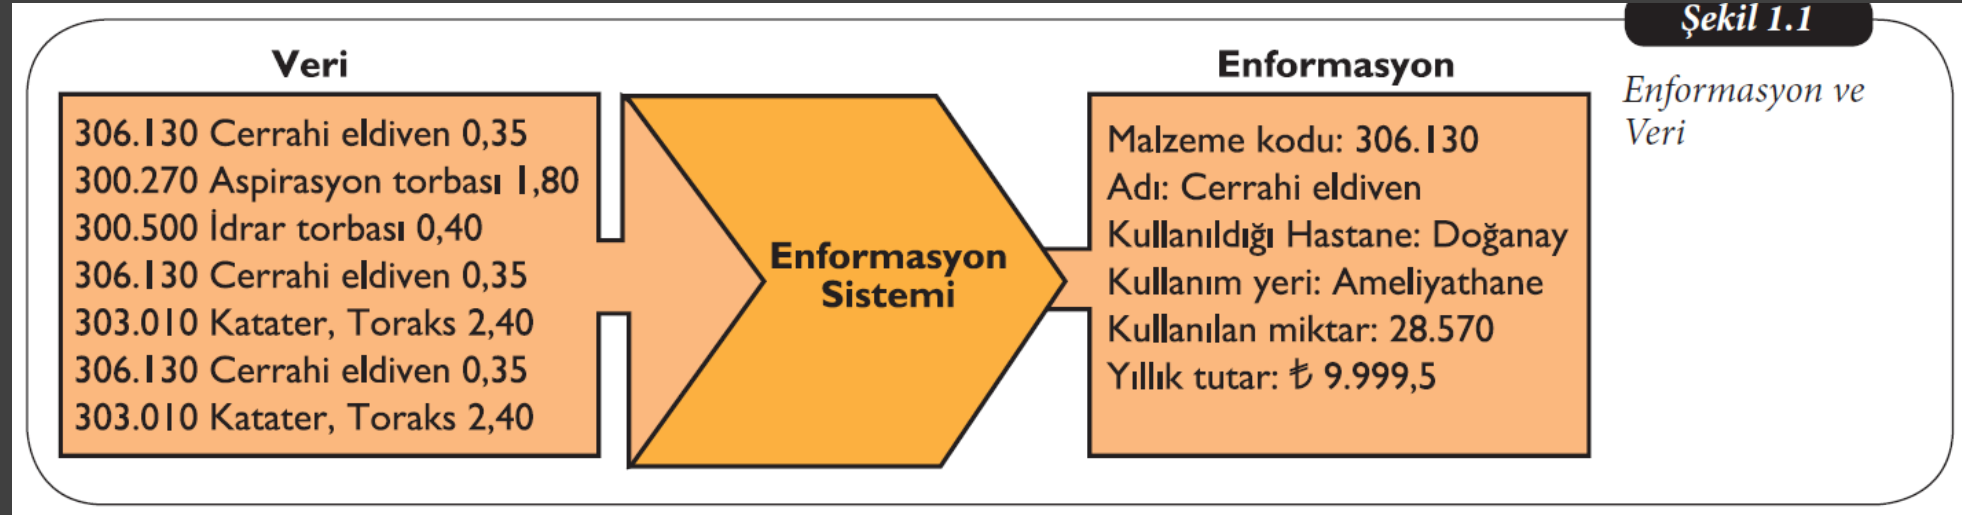 Şekil 1.1
Enformasyon ve
Veri
Veri
306.130 Cerrahi eldiven 0,35
300.270 Aspirasyon torbası 1,80
300.500 İdrar torbası 0,40
306.130 Cerrahi eldiven 0,35
303.010 Katater, Toraks 2,40
306.130 Cerrahi eldiven 0,35
303.010 Katater, Toraks 2,40
Enformasyon
Sistemi
Enformasyon
Malzeme kodu: 306.130
Adı: Cerrahi eldiven
Kullanıldığı Hastane: Doğanay
Kullanım yeri: Ameliyathane
Kullanılan miktar: 28.570
Yıllık tutar: ₺ 9.999,5